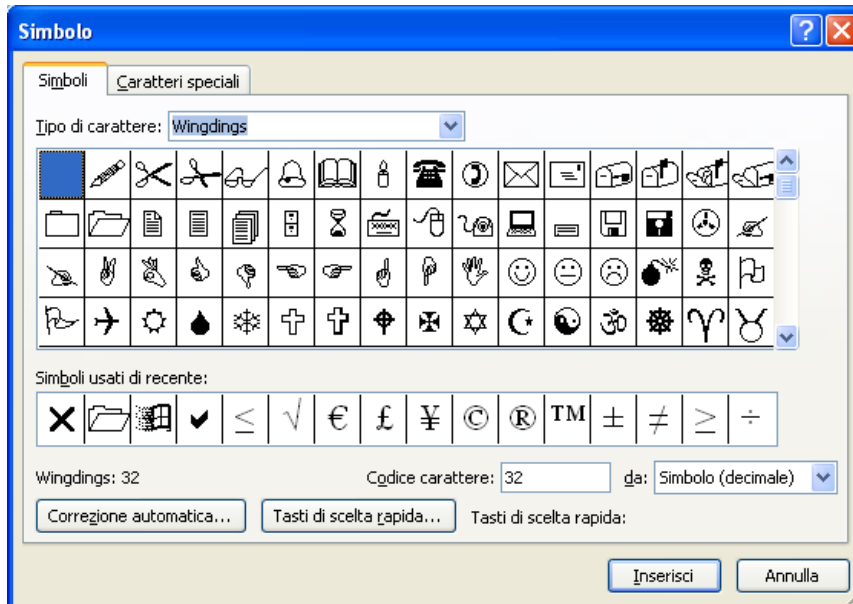 Simbolo
Simboli Caratteri speciali
Tipo di carattere: Wingdings
Simboli usati di recente:
≤ √ € £ ¥ © ® TM ± ≠ ≥ ÷
Wingdings: 32 Codice carattere: 32 da: Simbolo (decimale)
Correzione automatica... Tasti di scelta rapida... Tasti di scelta rapida:
Inserisci Annulla